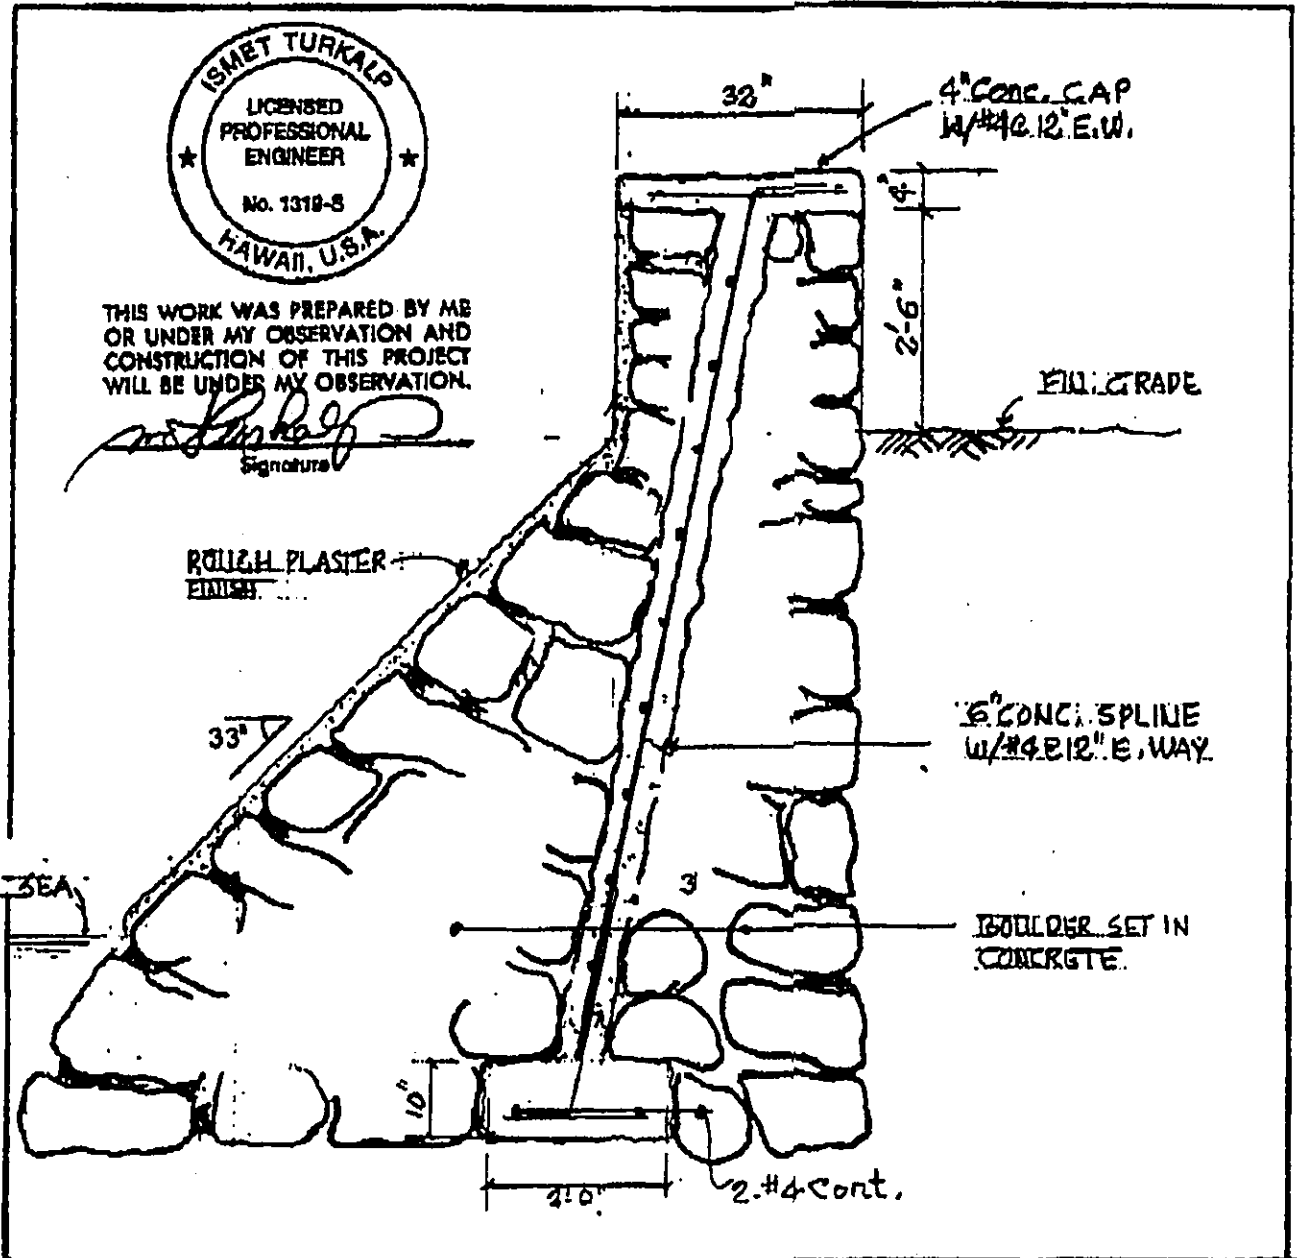 ISMET TURKALP
LICENSED
PROFESSIONAL
ENGINEER
No. 1319-S
HAWAII, U.S.A.
THIS WORK WAS PREPARED BY ME
OR UNDER MY OBSERVATION AND
CONSTRUCTION OF THIS PROJECT
WILL BE UNDER MY OBSERVATION.
Signature
32"
4" Conc. CAP
W/#4@12" E.W.
4"
2'-6"
FIN. GRADE
ROUGH PLASTER
FINISH
33°
6" CONC. SPLINE
W/#4@12" E. WAY
SEA
3
BOULDER SET IN
CONCRETE
10"
2'-0"
2-#4 Cont.